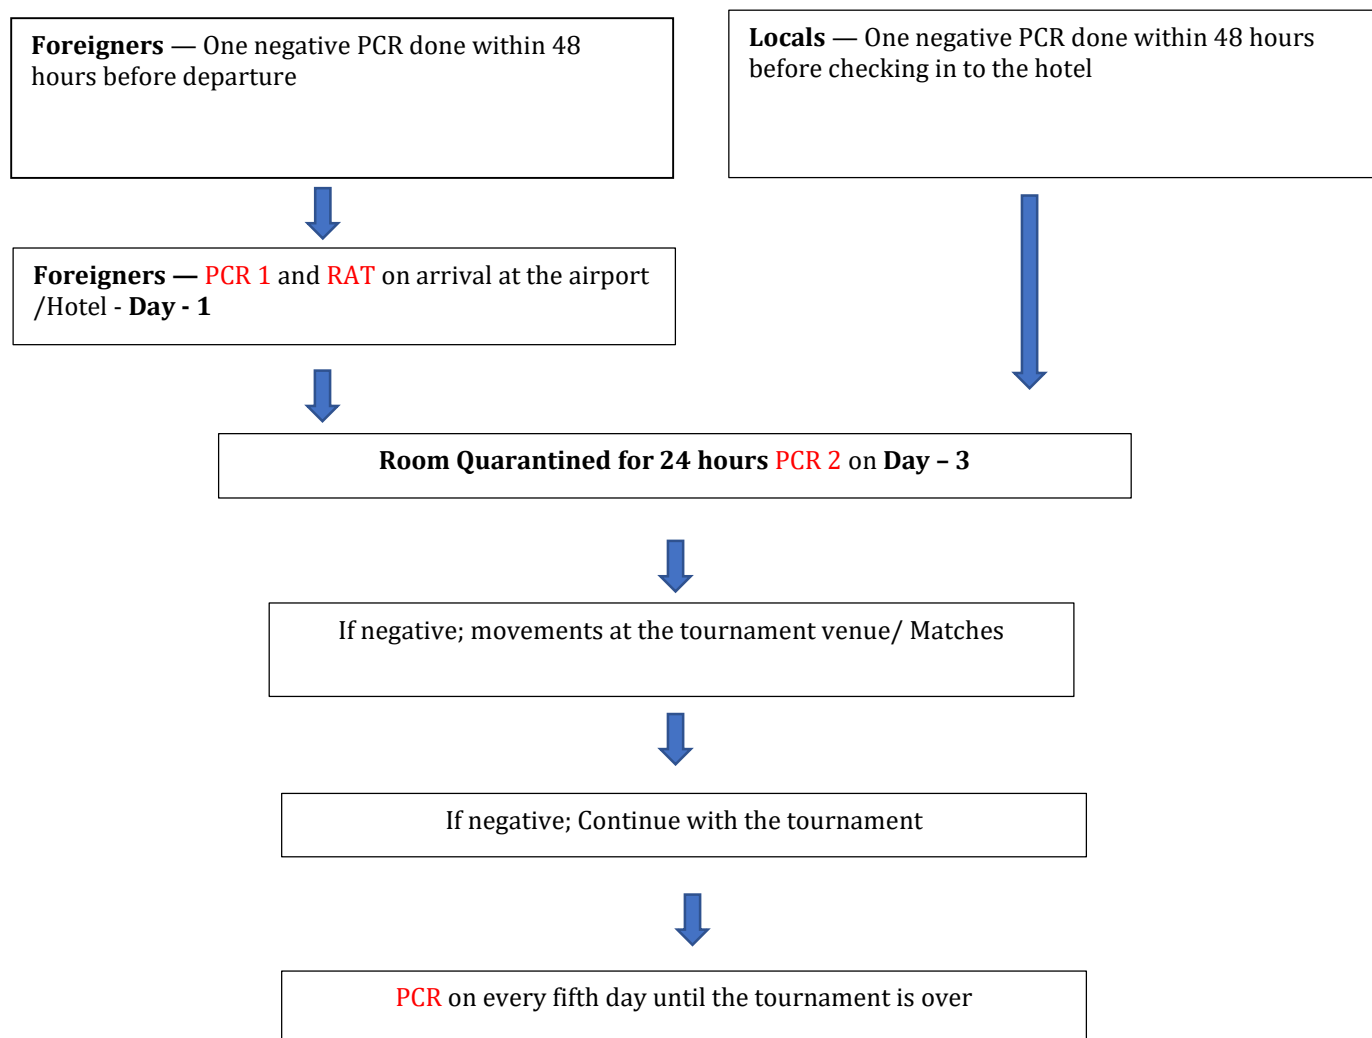 Foreigners — One negative PCR done within 48
hours before departure
Locals — One negative PCR done within 48 hours
before checking in to the hotel
Foreigners — PCR 1 and RAT on arrival at the airport
/Hotel - Day - 1
Room Quarantined for 24 hours PCR 2 on Day – 3
If negative; movements at the tournament venue/ Matches
If negative; Continue with the tournament
PCR on every fifth day until the tournament is over